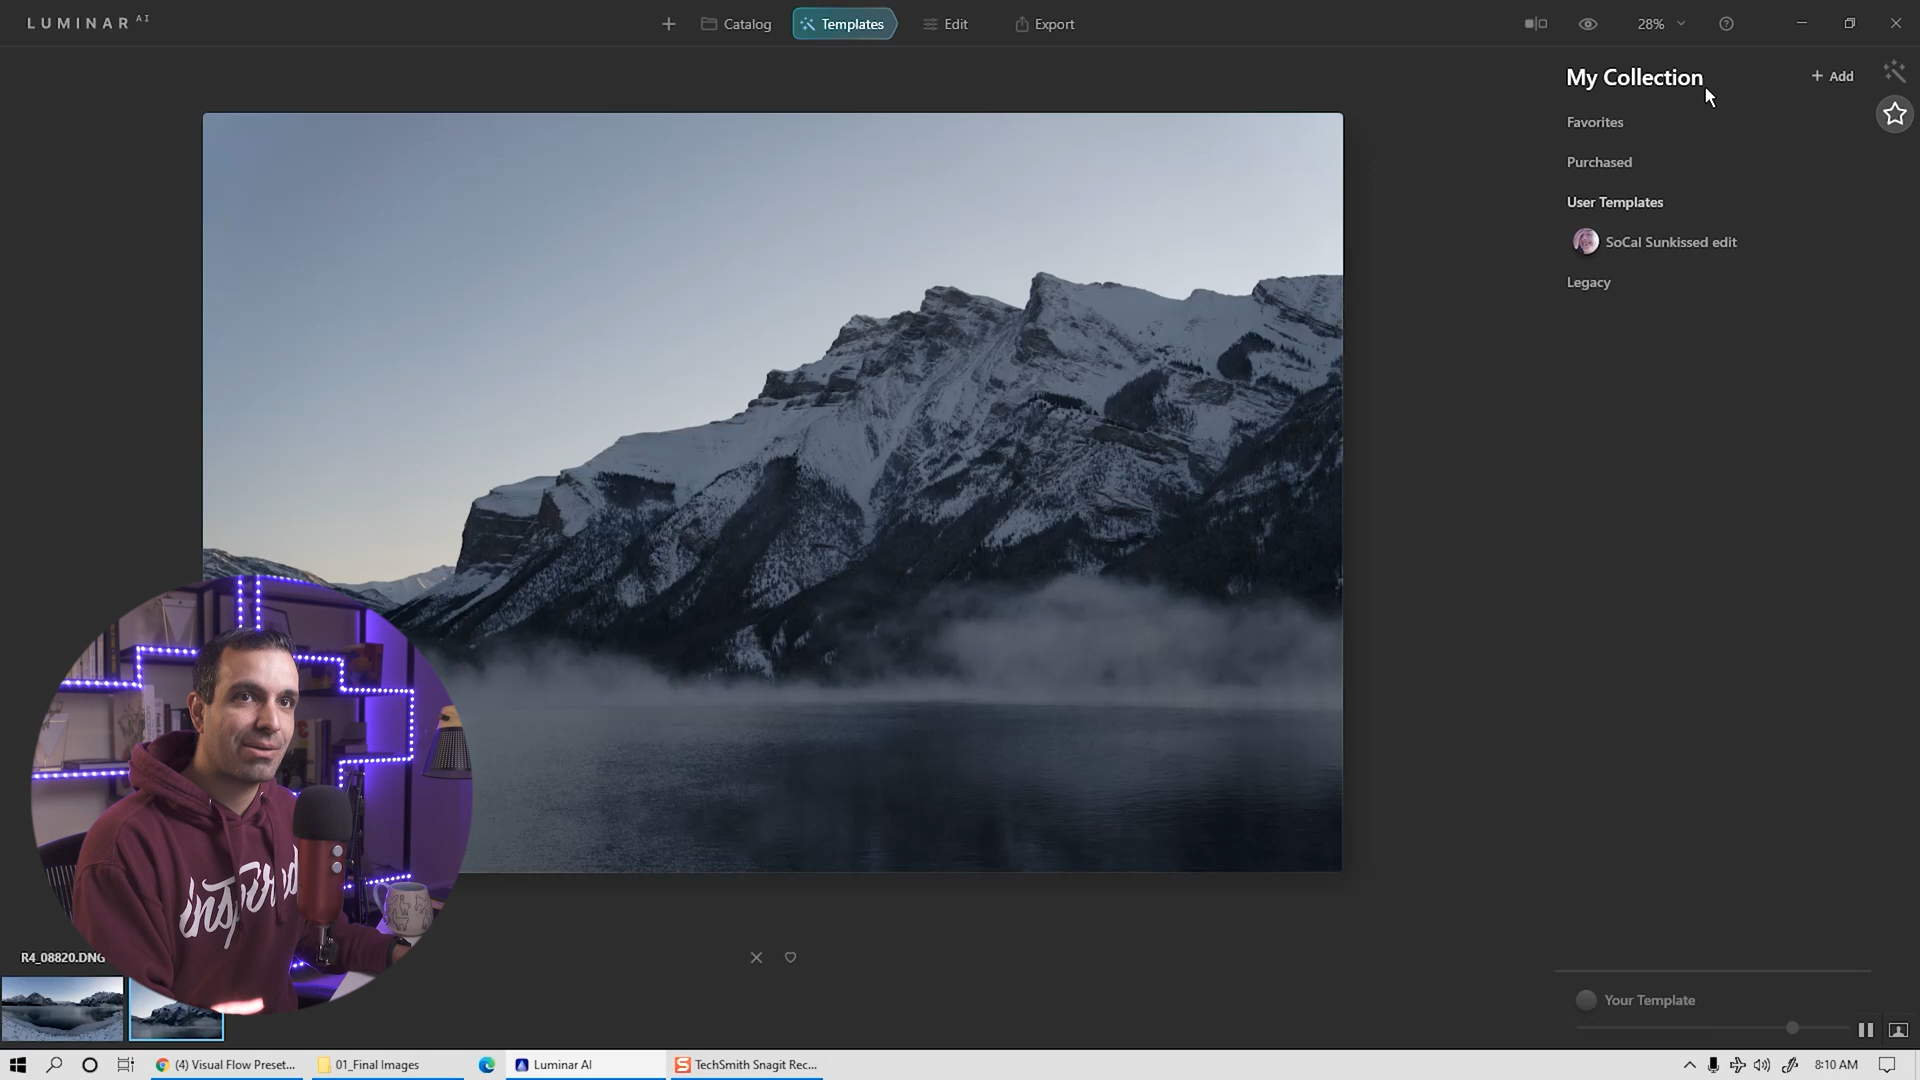 LUMINAR AI
Catalog
Templates
Edit
Export
28%
My Collection
Add
Favorites
Purchased
User Templates
SoCal Sunkissed edit
Legacy
inspired
R4_08820.DNG
Your Template
(4) Visual Flow Preset...
01_Final Images
Luminar AI
TechSmith Snagit Rec...
8:10 AM